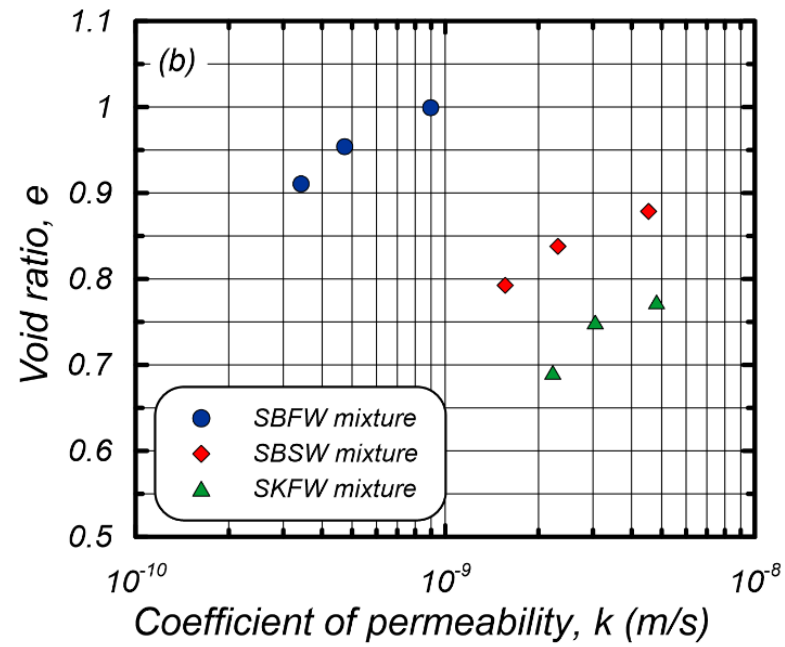 (b)
Void ratio, e
1.1
1
0.9
0.8
0.7
0.6
0.5
SBFW mixture
SBSW mixture
SKFW mixture
10⁻¹⁰
10⁻⁹
10⁻⁸
Coefficient of permeability, k (m/s)